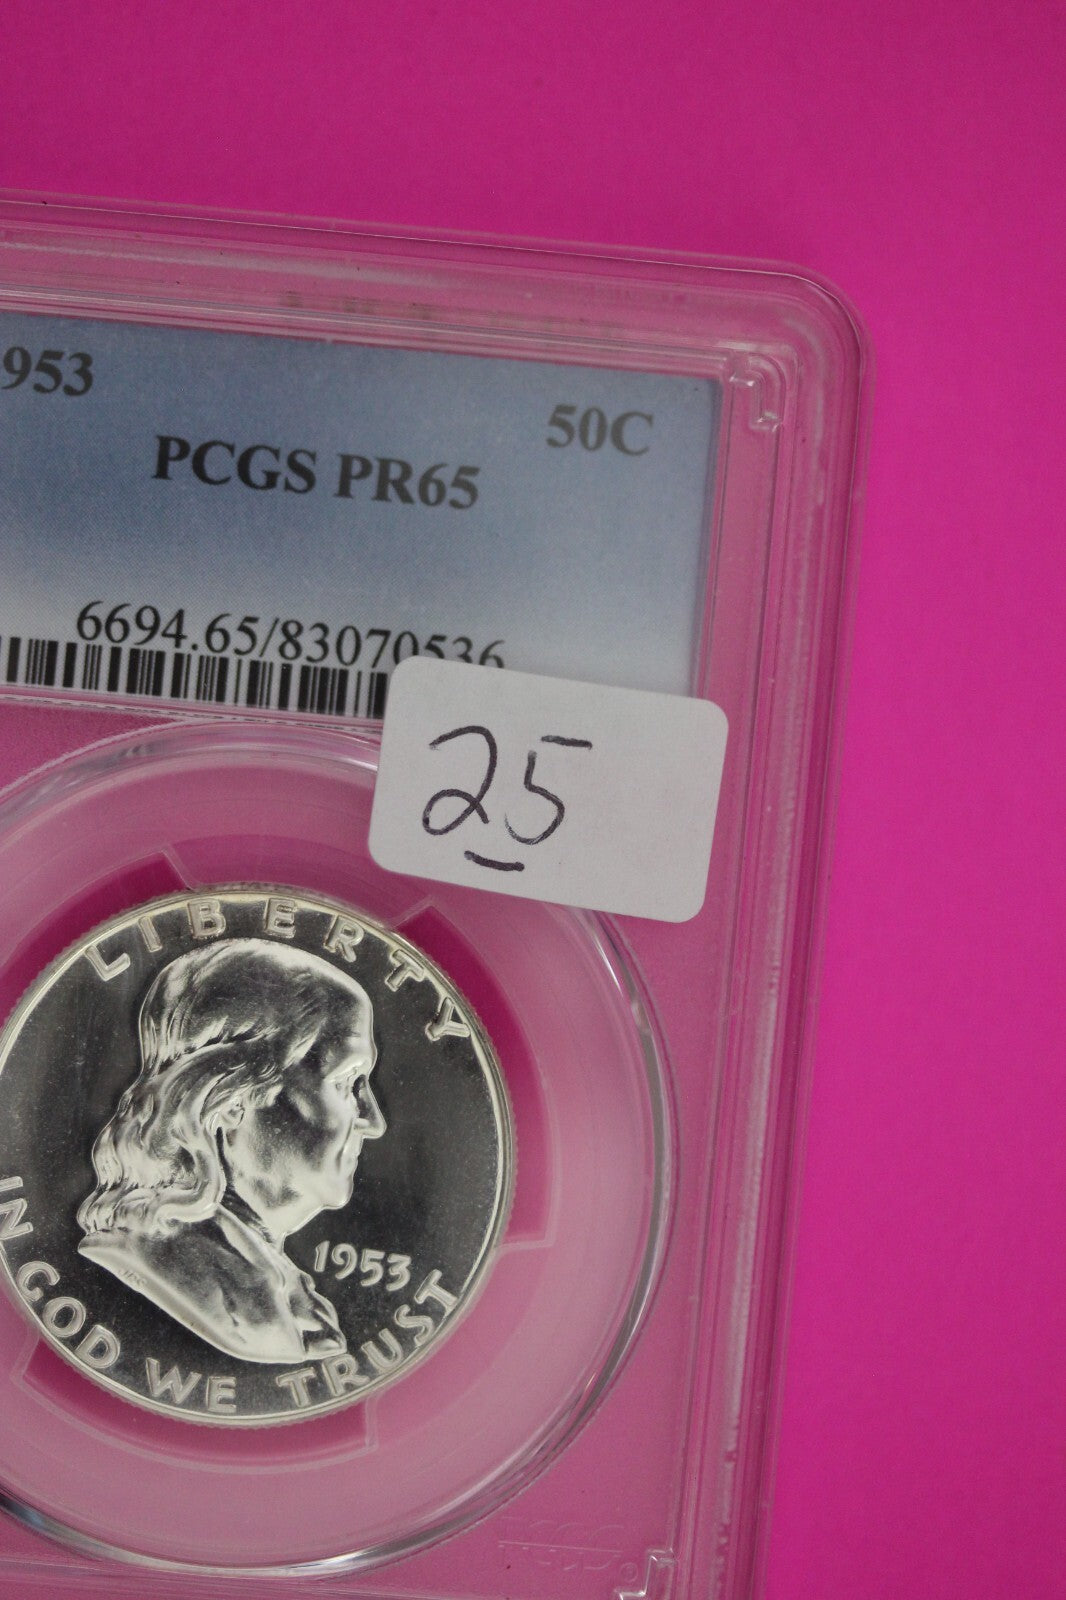 953
50C
PCGS PR65
6694.65/83070536
25
LIBERTY
1953
IN GOD WE TRUST